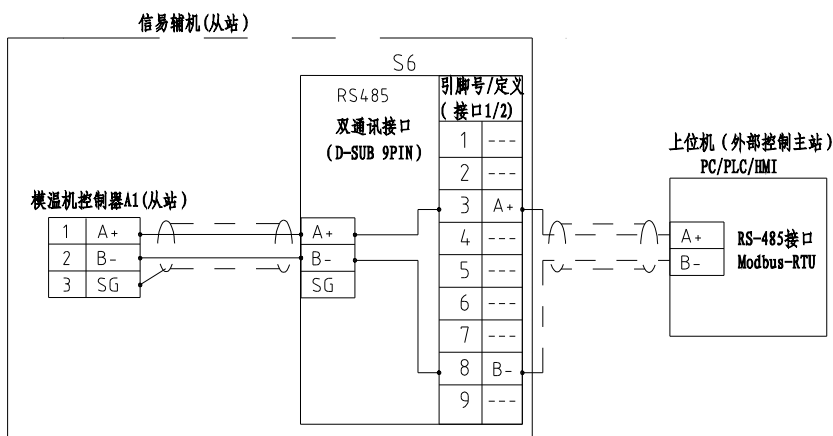 信易辅机(从站)
S6
RS485
双通讯接口
(D-SUB 9PIN)
引脚号/定义
(接口1/2)
1 ---
2 ---
3 A+
4 ---
5 ---
6 ---
7 ---
8 B-
9 ---
模温机控制器A1(从站)
1 A+
2 B-
3 SG
A+
B-
SG
上位机(外部控制主站)
PC/PLC/HMI
A+
B-
RS-485接口
Modbus-RTU